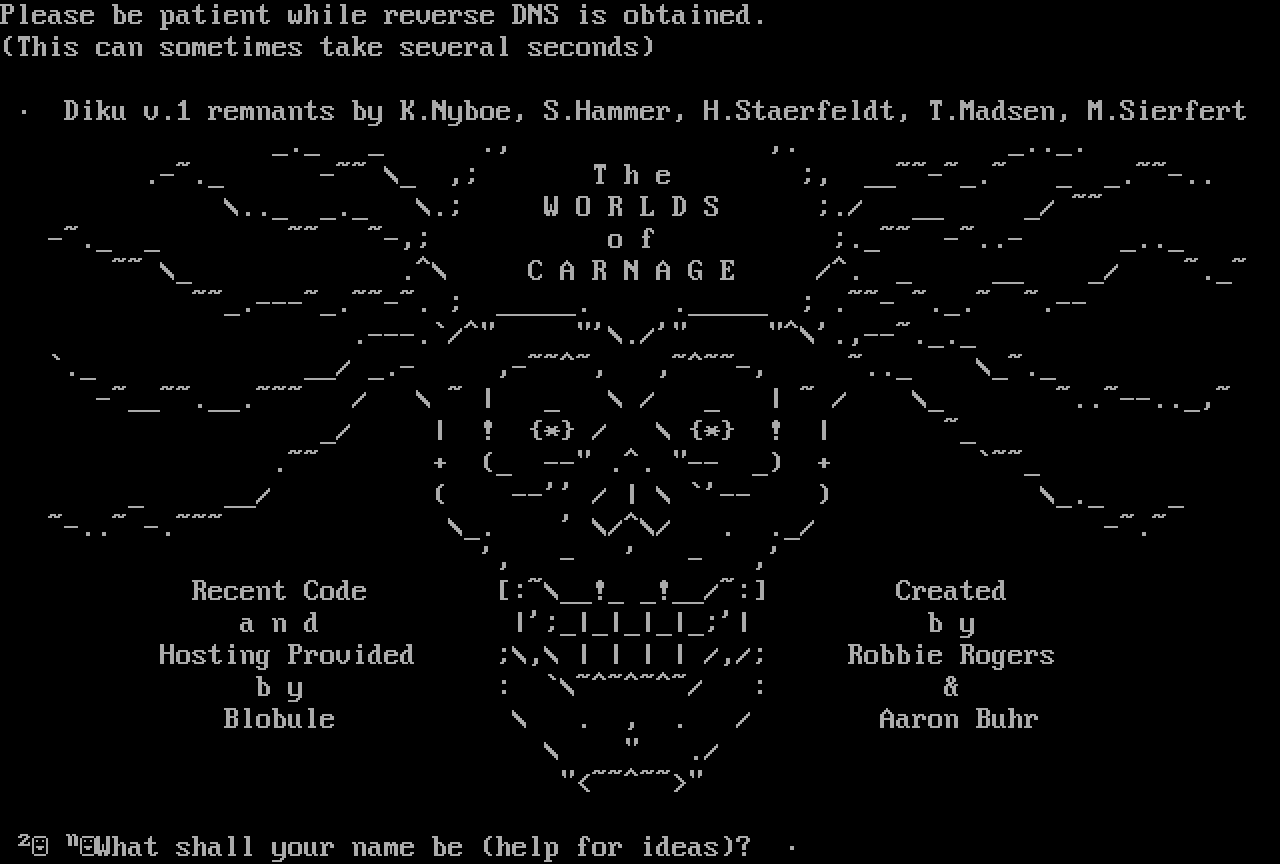 Please be patient while reverse DNS is obtained.
(This can sometimes take several seconds)
Diku v.1 remnants by K.Nyboe, S.Hammer, H.Staerfeldt, T.Madsen, M.Sierfert
The
WORLDS
of
CARNAGE
Recent Code
and
Hosting Provided
by
Blobule
Created
by
Robbie Rogers
&
Aaron Buhr
What shall your name be (help for ideas)?